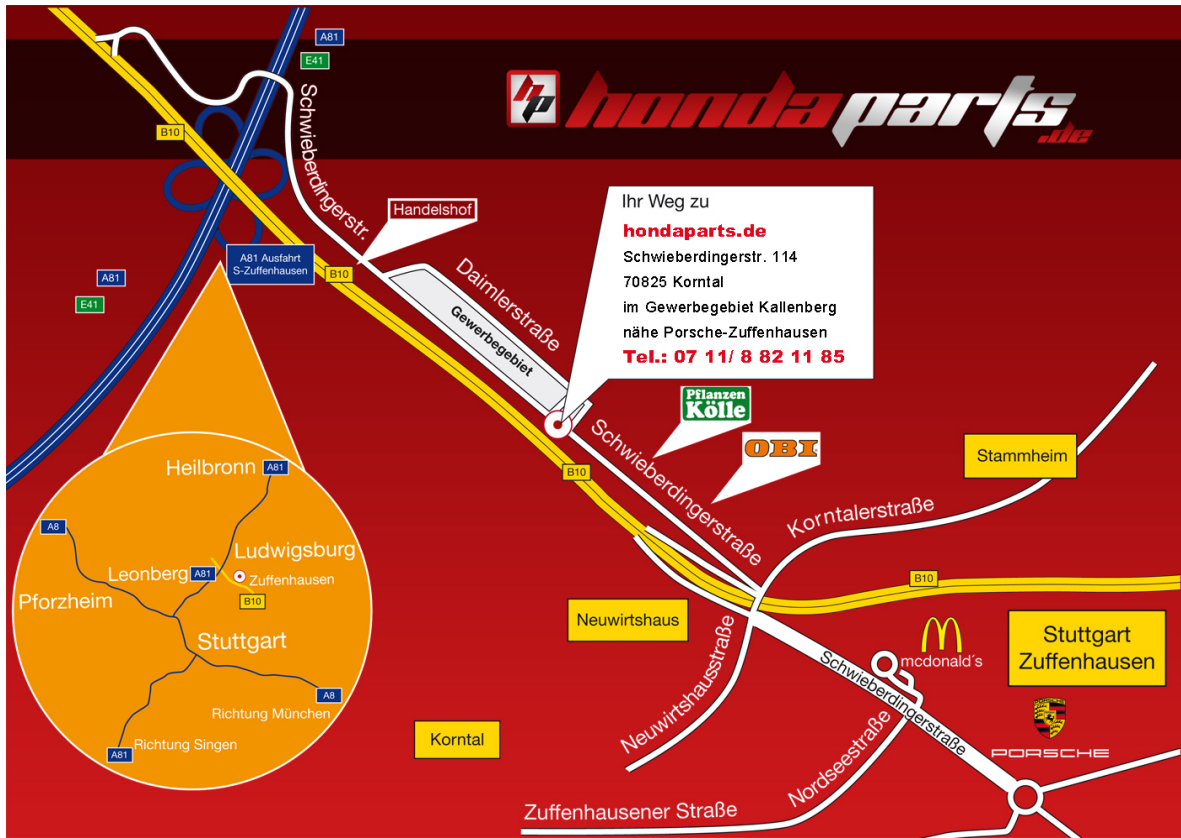 A81
E41
hp hondaparts.de
B10
Schwieberdingerstr.
Handelshof
Ihr Weg zu
hondaparts.de
Schwieberdingerstr. 114
70825 Korntal
im Gewerbegebiet Kallenberg
nähe Porsche-Zuffenhausen
Tel.: 07 11/ 8 82 11 85
A81 Ausfahrt
S-Zuffenhausen
B10
A81
E41
Daimlerstraße
Gewerbegebiet
Pflanzen
Kölle
OBI
Schwieberdingerstraße
B10
Stammheim
Korntalerstraße
Heilbronn
A81
A8
Ludwigsburg
Leonberg
A81
Zuffenhausen
B10
Pforzheim
Stuttgart
A8
Richtung München
Richtung Singen
A81
B10
Neuwirtshaus
Neuwirtshausstraße
mcdonald´s
Stuttgart
Zuffenhausen
Schwieberdingerstraße
PORSCHE
PORSCHE
Korntal
Nordseestraße
Zuffenhausener Straße